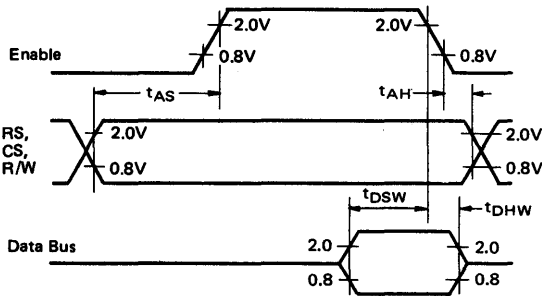 2.0V
2.0V
Enable
0.8V
0.8V
tAS
tAH
RS,
CS,
R/W
2.0V
0.8V
2.0V
0.8V
tDSW
tDHW
Data Bus
2.0
0.8
2.0
0.8